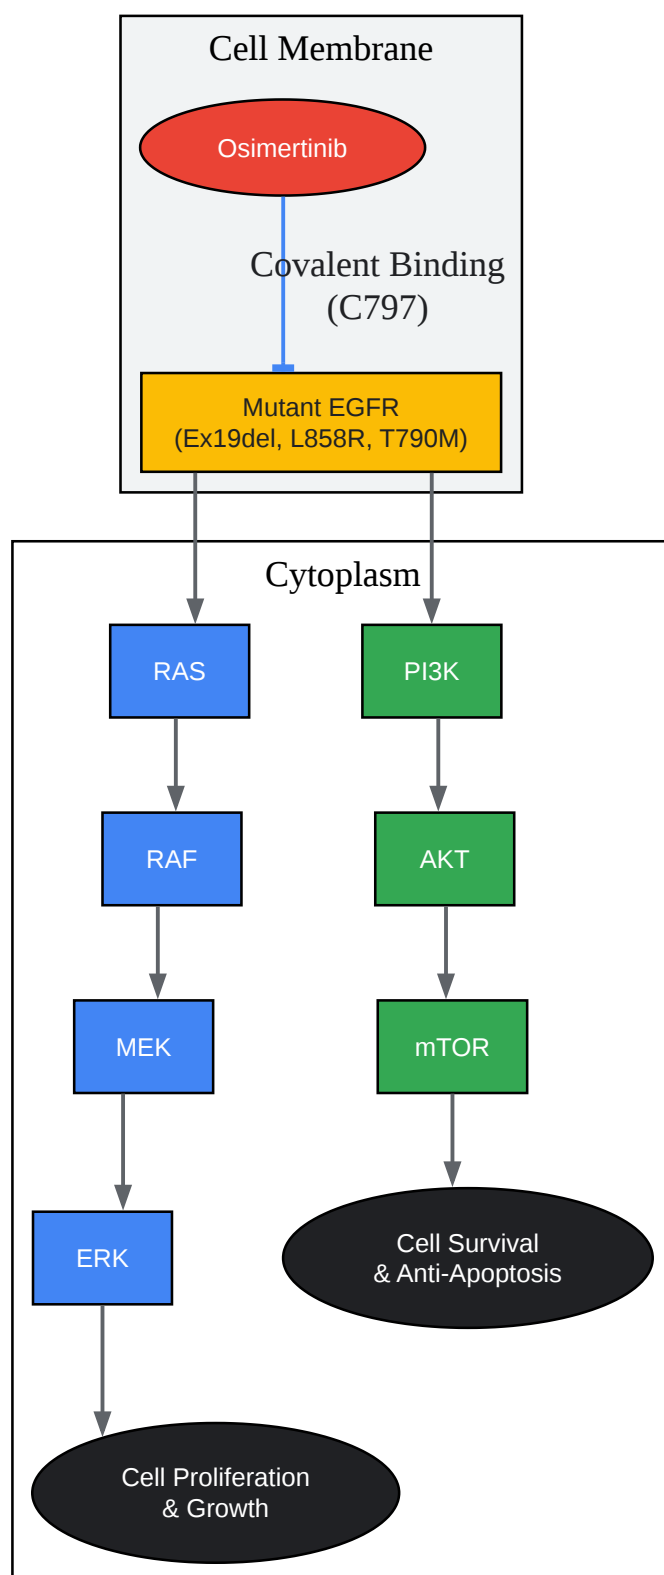 Cell Membrane
Osimertinib
Covalent Binding
(C797)
Mutant EGFR
(Ex19del, L858R, T790M)
Cytoplasm
RAS
PI3K
RAF
AKT
MEK
mTOR
ERK
Cell Survival
& Anti-Apoptosis
Cell Proliferation
& Growth